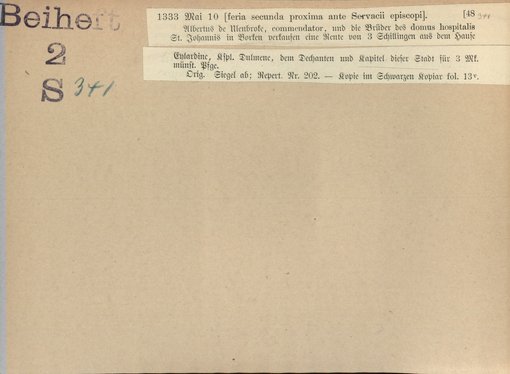 Beiheft
2
S 341
1333 Mai 10 [feria secunda proxima ante Servacii episcopi]. [48 341
Albertus de Ulenbroke, commendator, und die Brüder des domus hospitalis
St. Johannis in Borken verkaufen eine Rente von 3 Schillingen aus dem Hause
Eylardine, Kspl. Dulmene, dem Dechanten und Kapitel dieser Stadt für 3 Mk.
münst. Pfge.
Orig. Siegel ab; Repert. Nr. 202. — Kopie im Schwarzen Kopiar fol. 13v.